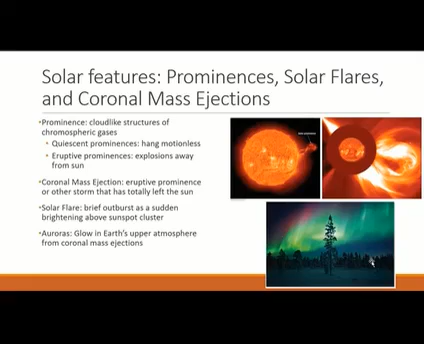 Solar features: Prominences, Solar Flares,
and Coronal Mass Ejections
•Prominence: cloudlike structures of
chromospheric gases
• Quiescent prominences: hang motionless
• Eruptive prominences: explosions away
from sun
•Coronal Mass Ejection: eruptive prominence
or other storm that has totally left the sun
•Solar Flare: brief outburst as a sudden
brightening above sunspot cluster
•Auroras: Glow in Earth's upper atmosphere
from coronal mass ejections